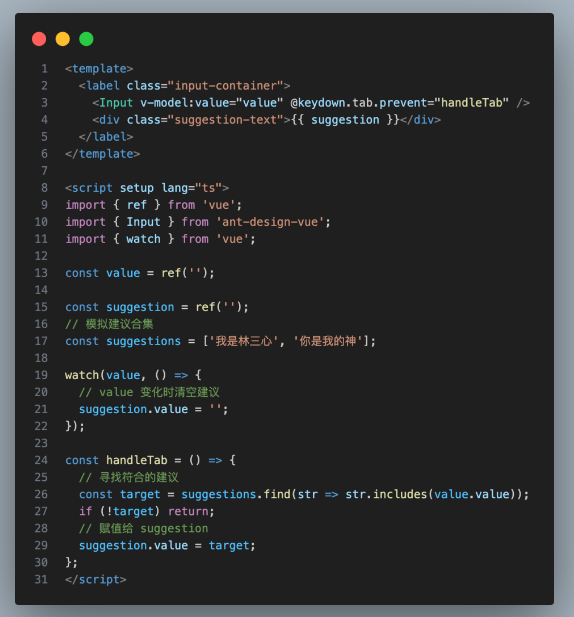 1 <template>
2   <label class="input-container">
3     <Input v-model:value="value" @keydown.tab.prevent="handleTab" />
4     <div class="suggestion-text">{{ suggestion }}</div>
5   </label>
6 </template>
7
8 <script setup lang="ts">
9 import { ref } from 'vue';
10 import { Input } from 'ant-design-vue';
11 import { watch } from 'vue';
12
13 const value = ref('');
14
15 const suggestion = ref('');
16 // 模拟建议合集
17 const suggestions = ['我是林三心', '你是我的神'];
18
19 watch(value, () => {
20   // value 变化时清空建议
21   suggestion.value = '';
22 });
23
24 const handleTab = () => {
25   // 寻找符合的建议
26   const target = suggestions.find(str => str.includes(value.value));
27   if (!target) return;
28   // 赋值给 suggestion
29   suggestion.value = target;
30 };
31 </script>